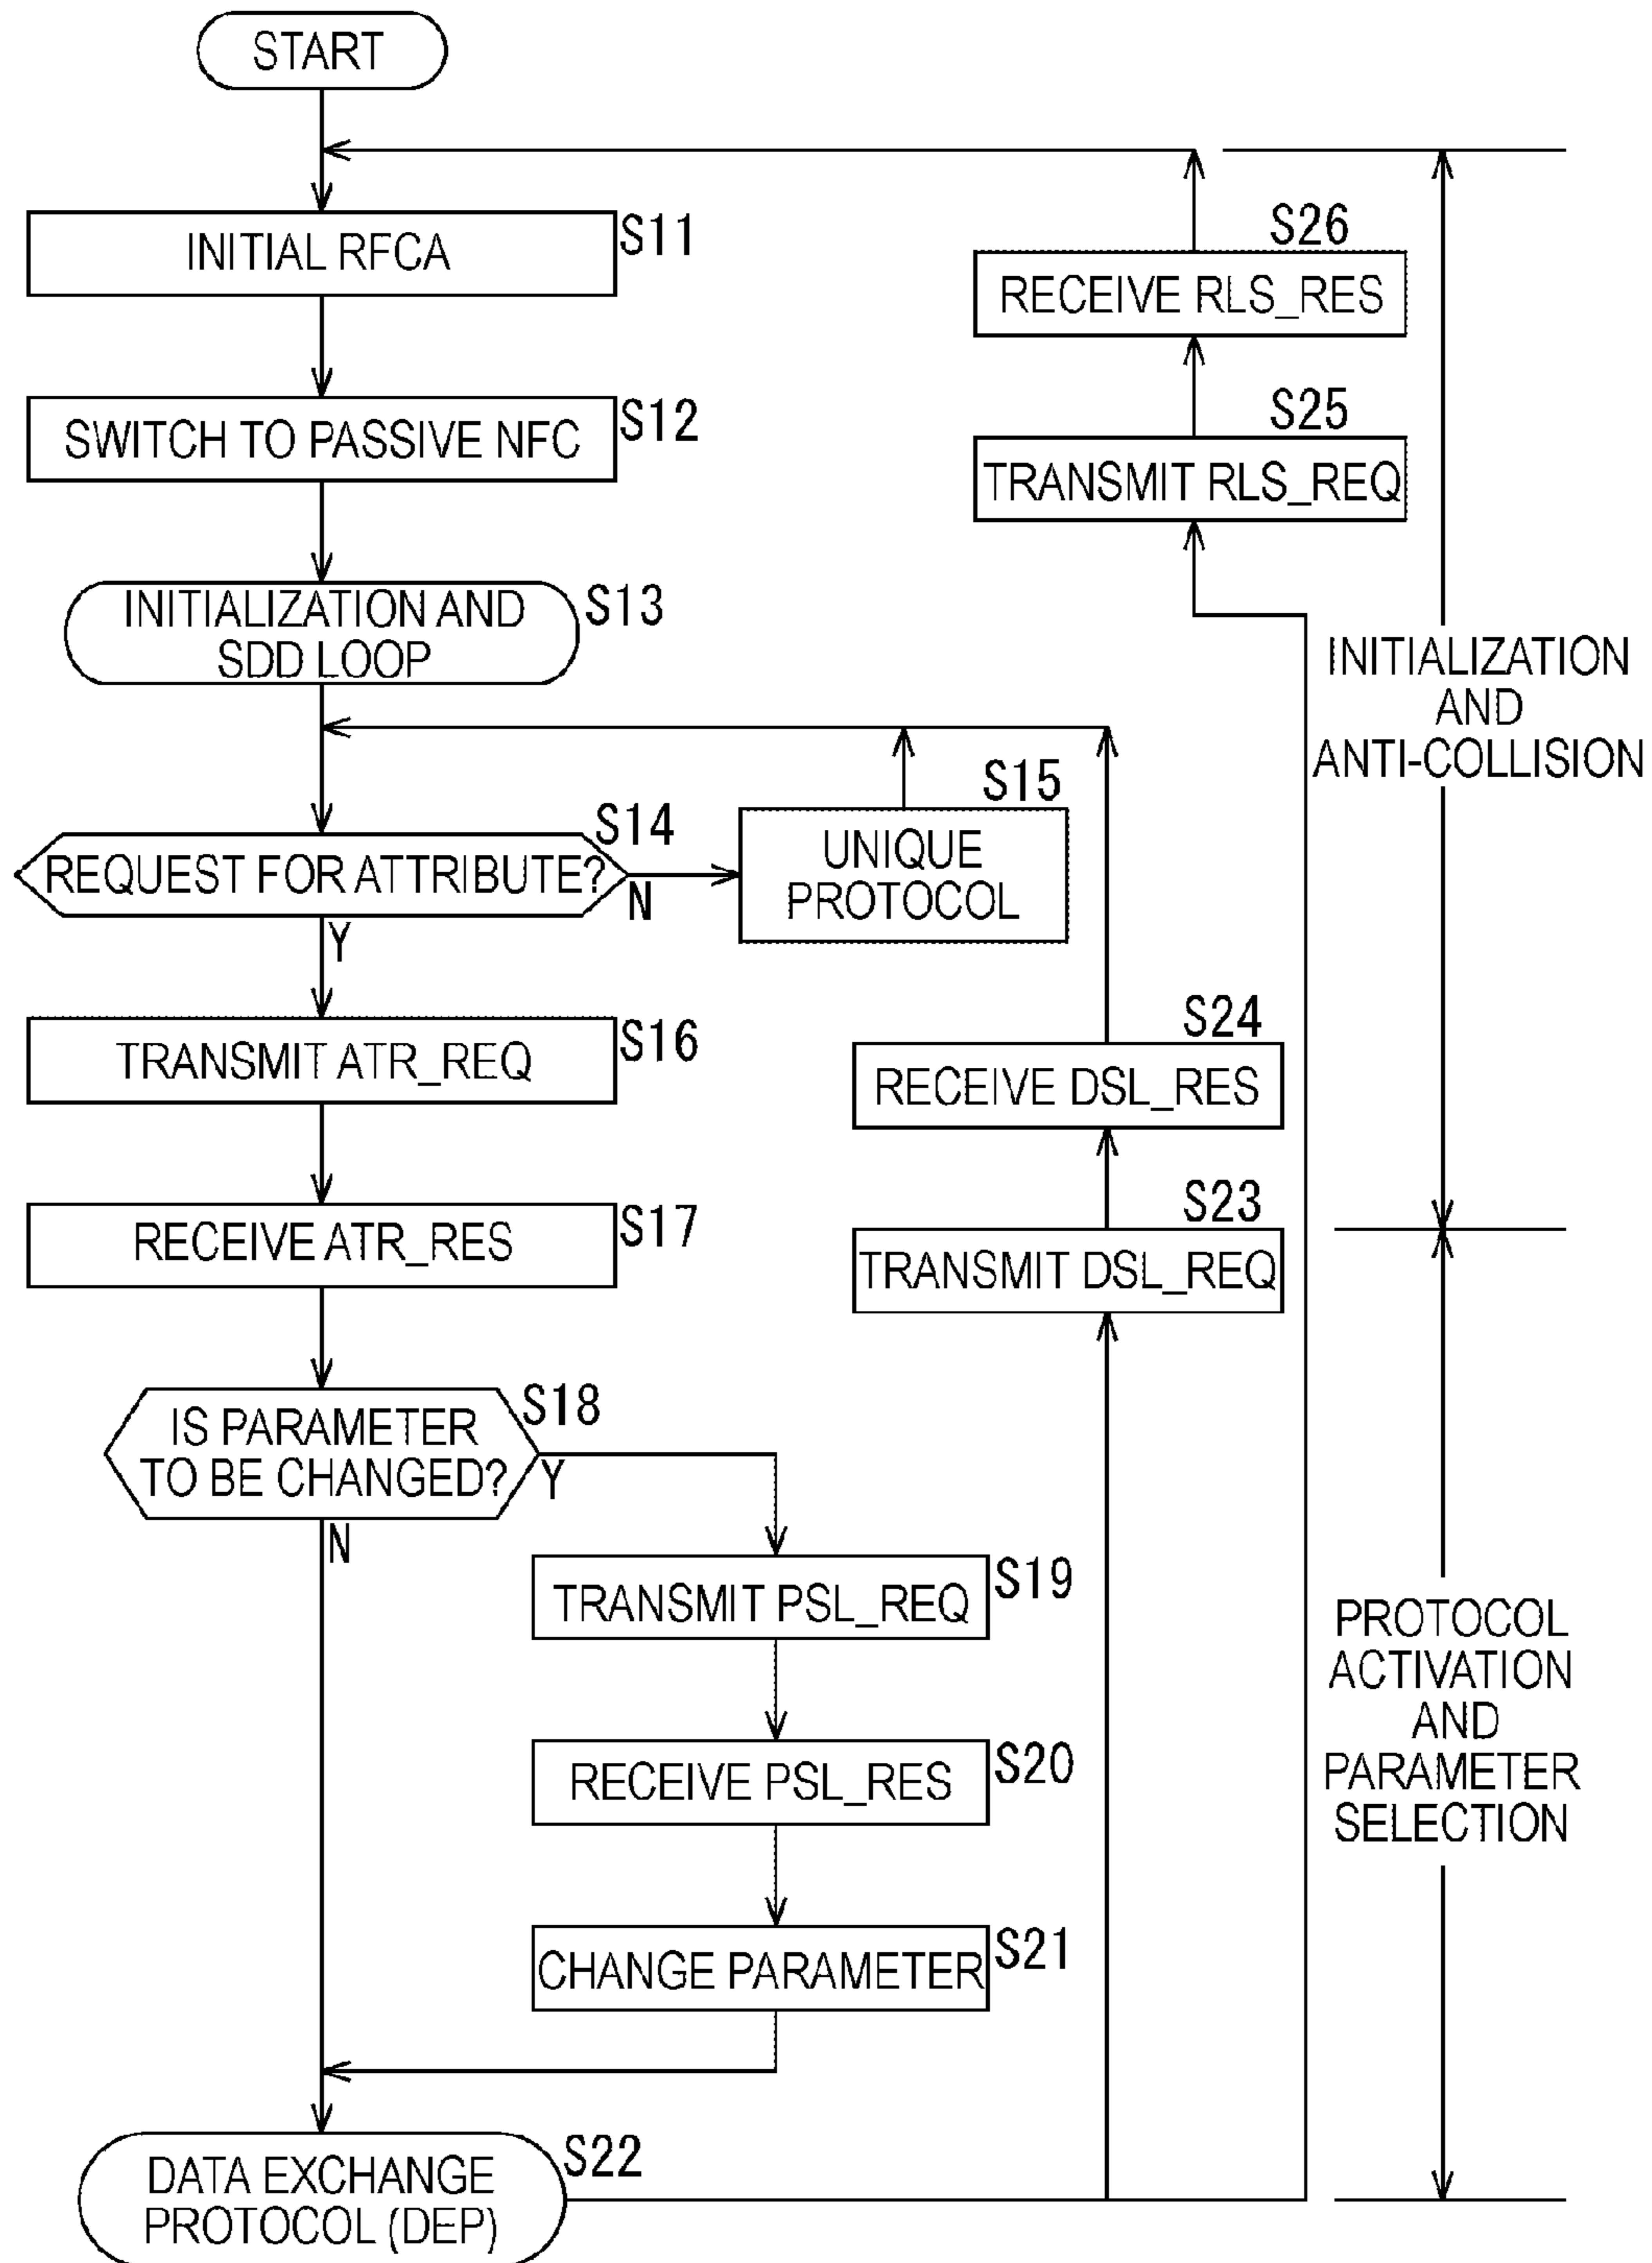 START
INITIAL RFCA
S11
SWITCH TO PASSIVE NFC
S12
INITIALIZATION AND
SDD LOOP
S13
REQUEST FOR ATTRIBUTE?
S14
N
Y
UNIQUE
PROTOCOL
S15
TRANSMIT ATR_REQ
S16
RECEIVE ATR_RES
S17
IS PARAMETER
TO BE CHANGED?
S18
Y
N
TRANSMIT PSL_REQ
S19
RECEIVE PSL_RES
S20
CHANGE PARAMETER
S21
DATA EXCHANGE
PROTOCOL (DEP)
S22
S24
RECEIVE DSL_RES
S23
TRANSMIT DSL_REQ
S26
RECEIVE RLS_RES
S25
TRANSMIT RLS_REQ
INITIALIZATION
AND
ANTI-COLLISION
PROTOCOL
ACTIVATION
AND
PARAMETER
SELECTION